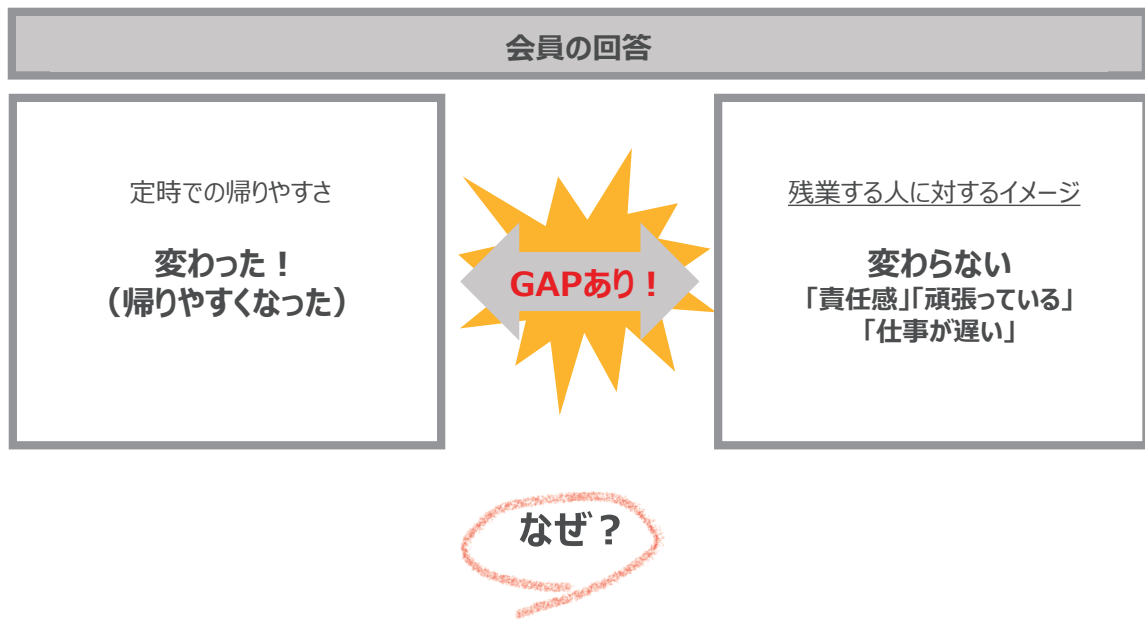 会員の回答
定時での帰りやすさ
変わった！
（帰りやすくなった）
GAPあり！
残業する人に対するイメージ
変わらない
「責任感」「頑張っている」
「仕事が遅い」
なぜ？